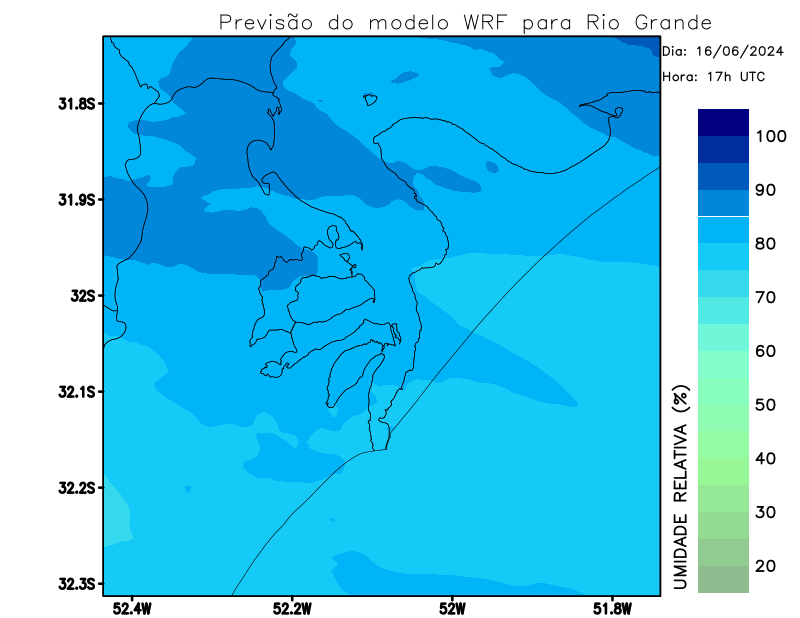 Previsão do modelo WRF para Rio Grande
Dia: 16/06/2024
Hora: 17h UTC
31.8S
31.9S
32S
32.1S
32.2S
32.3S
52.4W
52.2W
52W
51.8W
100
90
80
70
60
50
40
30
20
UMIDADE RELATIVA (%)